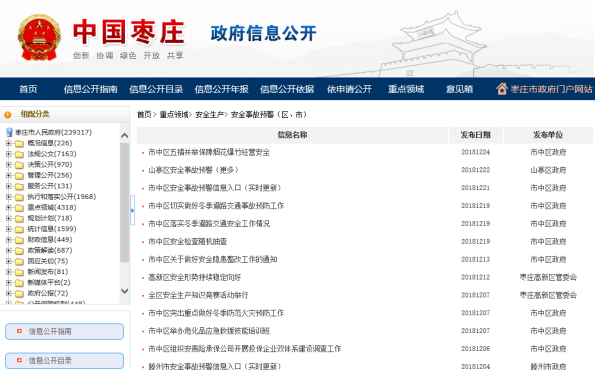 中国枣庄
创新 协调 绿色 开放 共享
政府信息公开
首页 信息公开指南 信息公开目录 信息公开年报 信息公开依据 依申请公开 重点领域 意见箱 枣庄市政府门户网站
组配分类
枣庄市人民政府(239317)
概况信息(226)
法规公文(7163)
决策公开(970)
管理公开(256)
服务公开(131)
执行和落实公开(1968)
重点领域(4318)
规划计划(718)
统计信息(1599)
财政信息(449)
政策解读(687)
回应关切(75)
新闻发布(81)
新媒体平台(2)
政府公报(72)
信息公开指南
信息公开目录
首页> 重点领域> 安全生产> 安全事故预警（区、市）
信息名称 发布日期 发布单位
市中区五措并举保障烟花爆竹经营安全 20181224 市中区政府
山亭区安全事故预警（更多） 20181222 山亭区政府
市中区安全事故预警信息入口（实时更新） 20181221 市中区政府
市中区切实做好冬季道路交通事故预防工作 20181219 市中区政府
市中区落实冬季道路交通安全工作情况 20181219 市中区政府
市中区安全检查随机抽查 20181219 市中区政府
市中区关于做好安全隐患整改工作的通知 20181213 市中区政府
高新区安全形势持续稳定向好 20181212 枣庄高新区管委会
全区安全生产知识竞赛活动举行 20181207 枣庄高新区管委会
市中区突出重点做好冬季防范火灾预防工作 20181207 市中区政府
市中区举办危化品应急救援技能培训班 20181207 市中区政府
市中区组织安责险承保公司开展投保企业双体系建设调查工作 20181206 市中区政府
滕州市安全事故预警信息入口（实时更新） 20181204 滕州市政府